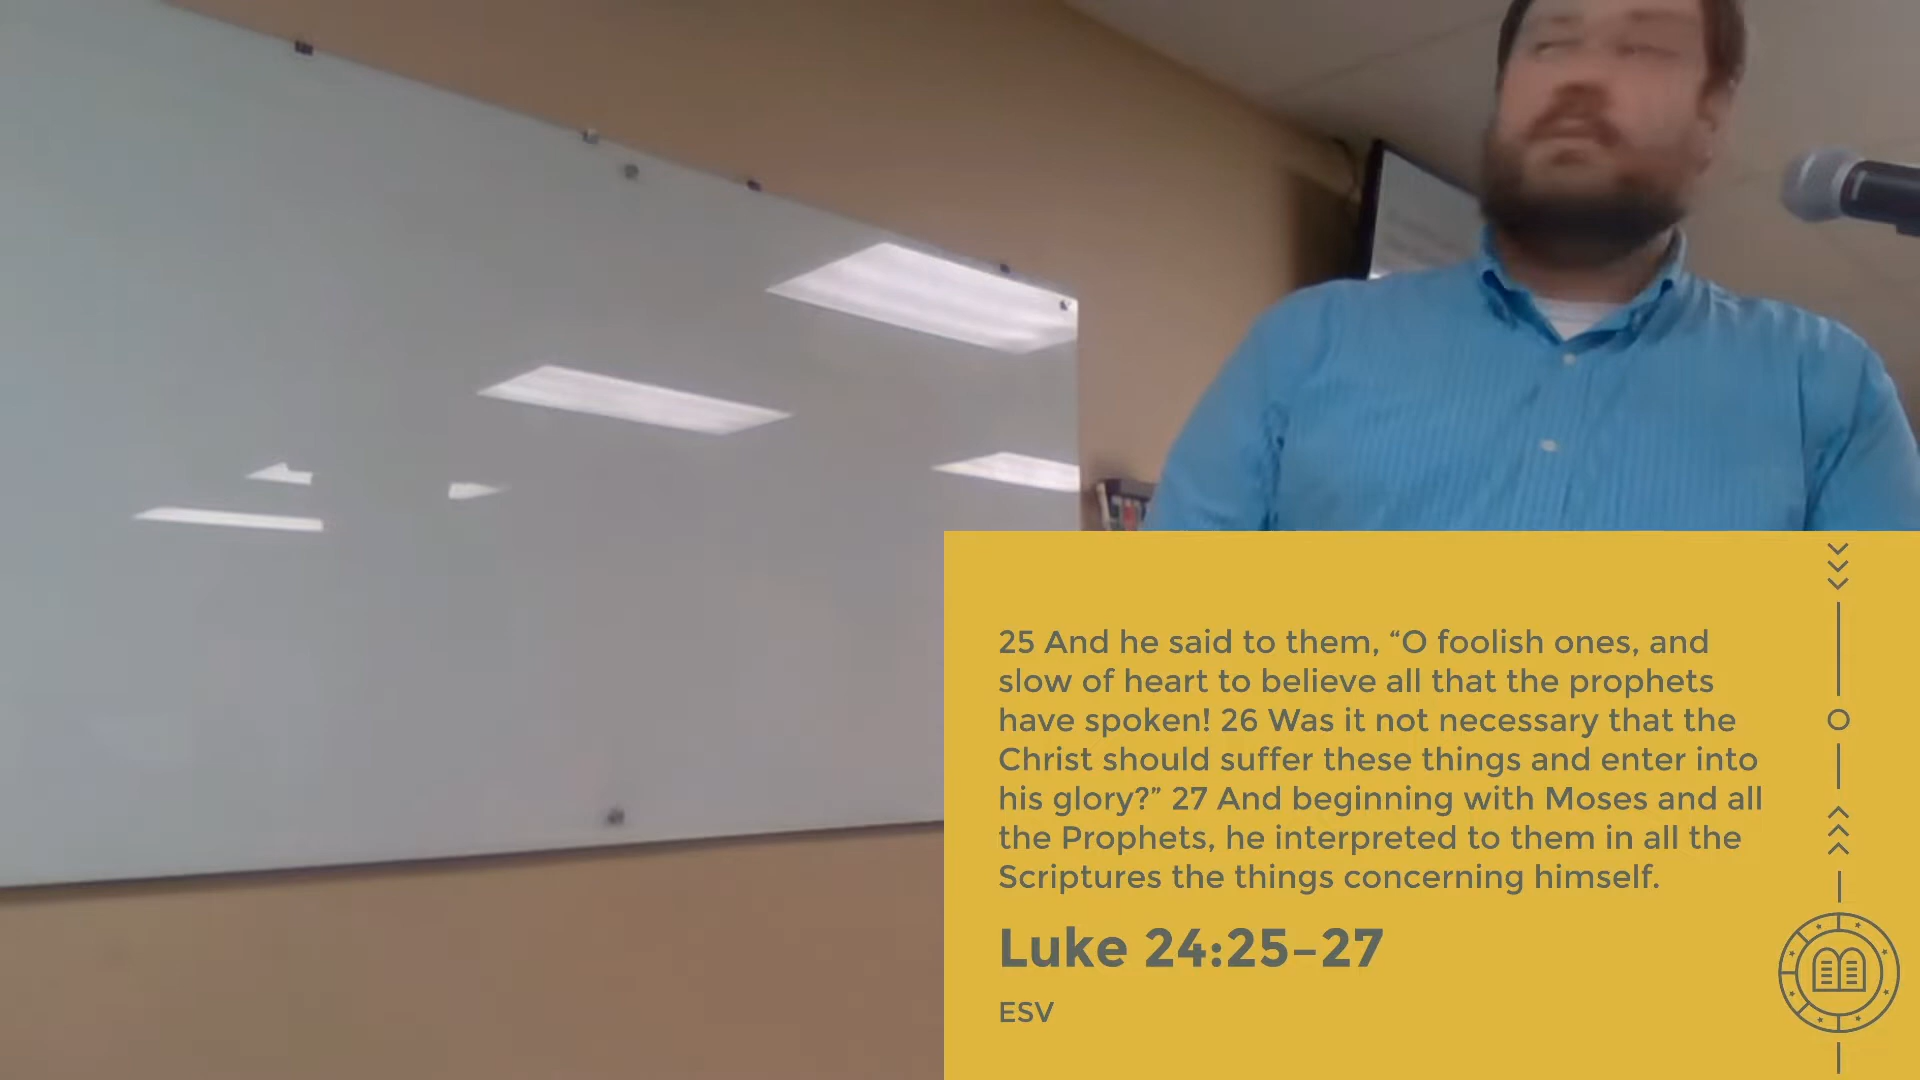 25 And he said to them, “O foolish ones, and
slow of heart to believe all that the prophets
have spoken! 26 Was it not necessary that the
Christ should suffer these things and enter into
his glory?” 27 And beginning with Moses and all
the Prophets, he interpreted to them in all the
Scriptures the things concerning himself.
Luke 24:25–27
ESV